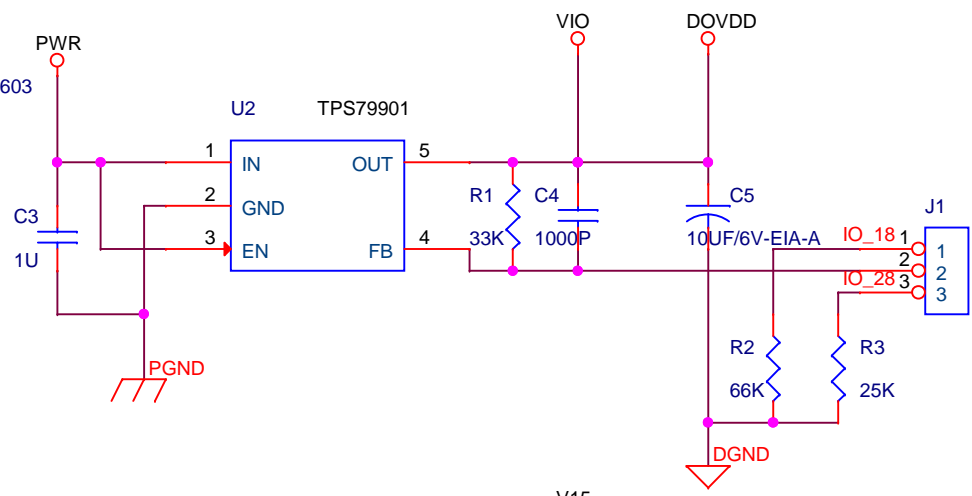 VIO DOVDD
PWR
603
U2 TPS79901
1 IN OUT 5
2 GND
3 EN FB 4
C3
1U
R1
33K
C4
1000P
C5
10UF/6V-EIA-A
J1
IO_18 1 1
2 2
IO_28 3 3
PGND
R2
66K
R3
25K
DGND